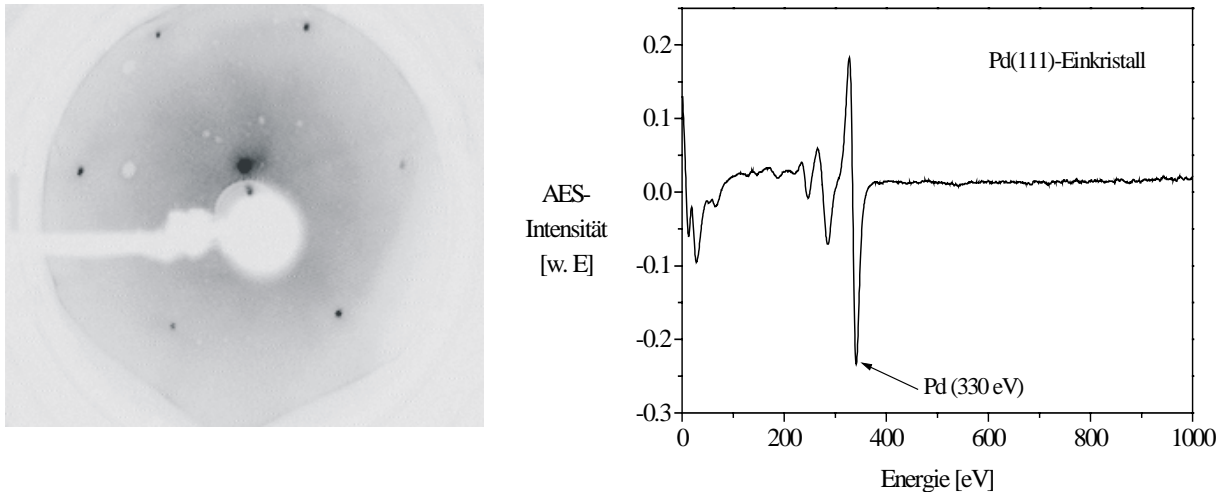 0.2
Pd(111)-Einkristall
0.1
AES-
Intensität
[w. E]
0.0
-0.1
-0.2
Pd (330 eV)
-0.3
0 200 400 600 800 1000
Energie [eV]